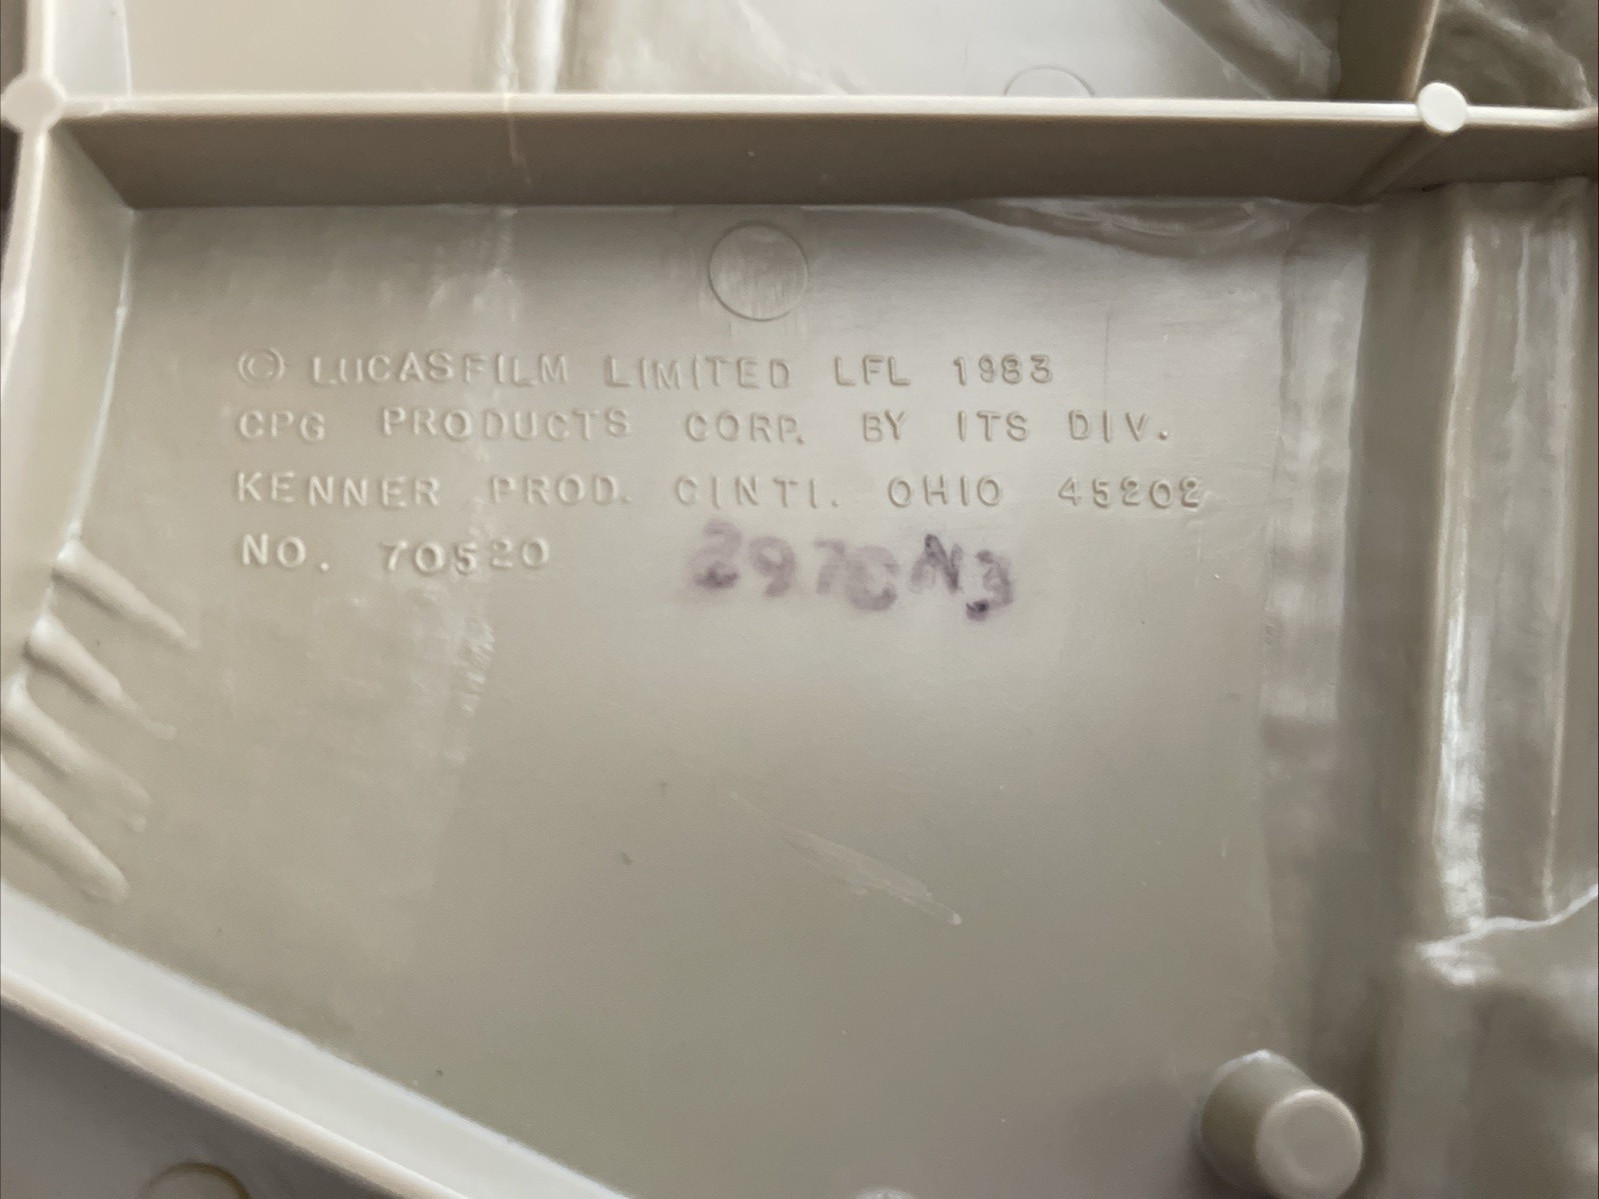 © LUCASFILM LIMITED LFL 1983
CPG PRODUCTS CORP. BY ITS DIV.
KENNER PROD. CINTI. OHIO 45202
NO. 70520